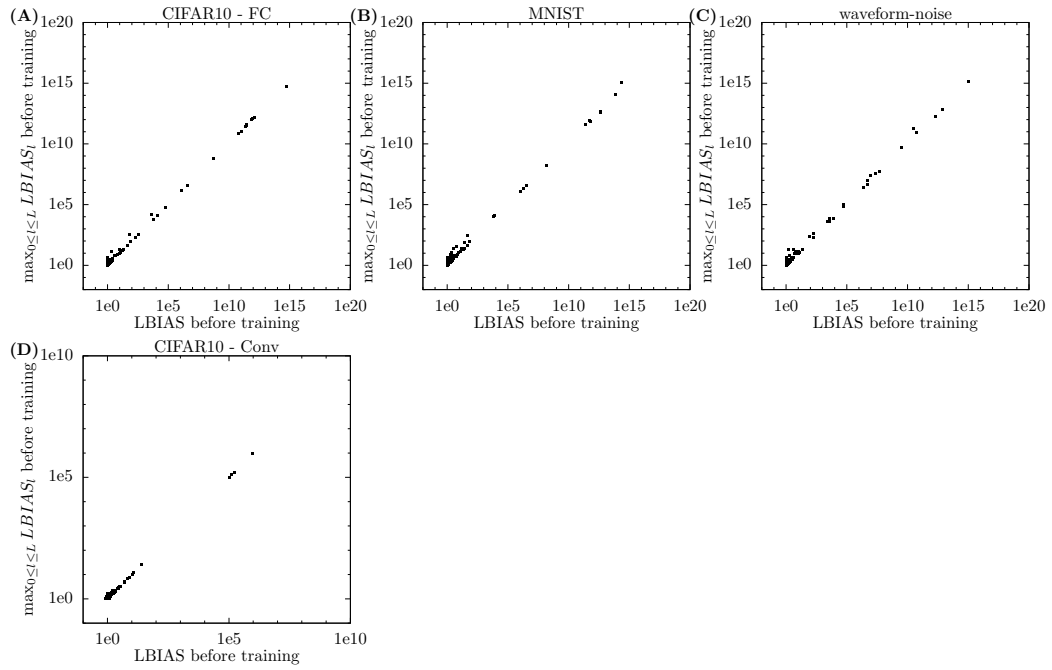 (A)
CIFAR10 - FC
1e20
1e15
1e10
1e5
1e0
max0≤l≤L LBIASl before training
1e0 1e5 1e10 1e15 1e20
LBIAS before training
(B)
MNIST
1e20
1e15
1e10
1e5
1e0
max0≤l≤L LBIASl before training
1e0 1e5 1e10 1e15 1e20
LBIAS before training
(C)
waveform-noise
1e20
1e15
1e10
1e5
1e0
max0≤l≤L LBIASl before training
1e0 1e5 1e10 1e15 1e20
LBIAS before training
(D)
CIFAR10 - Conv
1e10
1e5
1e0
max0≤l≤L LBIASl before training
1e0 1e5 1e10
LBIAS before training